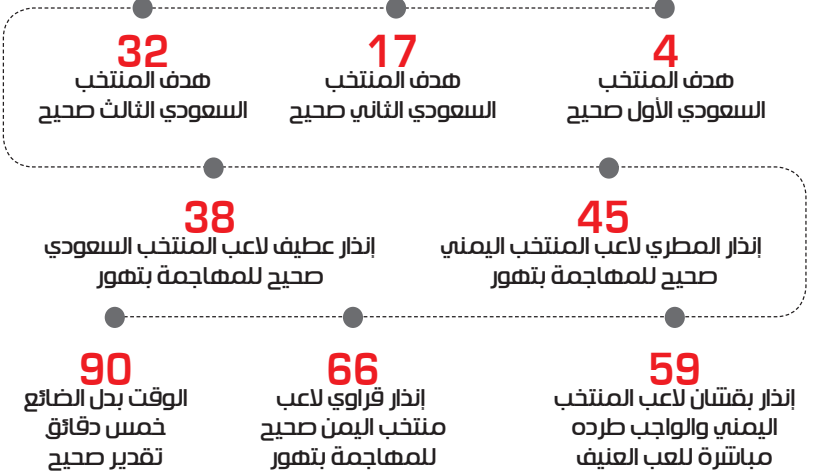 4
هدف المنتخب
السعودي الأول صحيح
17
هدف المنتخب
السعودي الثاني صحيح
32
هدف المنتخب
السعودي الثالث صحيح
38
إنذار عطيف لاعب المنتخب السعودي
صحيح للمهاجمة بتهور
45
إنذار المطري لاعب المنتخب اليمني
صحيح للمهاجمة بتهور
59
إنذار بقشان لاعب المنتخب
اليمني والواجب طرده
مباشرة للعب العنيف
66
إنذار قراوي لاعب
منتخب اليمن صحيح
للمهاجمة بتهور
90
الوقت بدل الضائع
خمس دقائق
تقدير صحيح